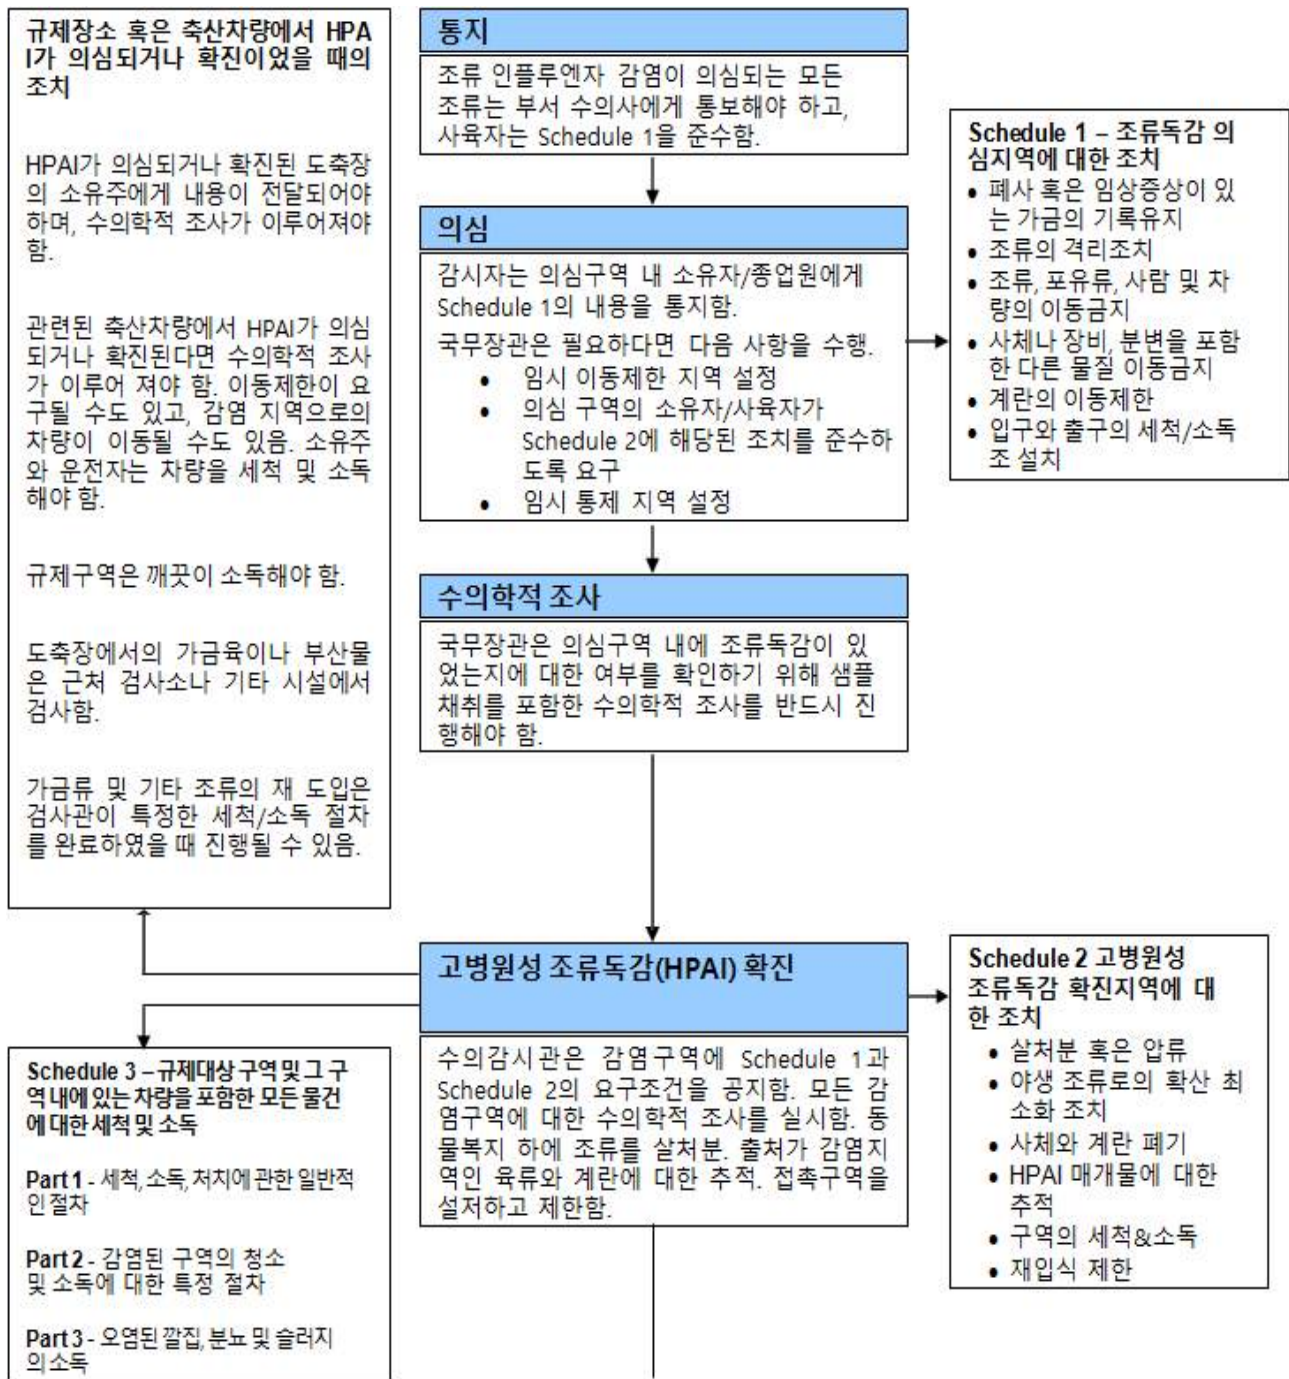 규제장소 혹은 축산차량에서 HPA
I가 의심되거나 확진이었을 때의
조치
HPAI가 의심되거나 확진된 도축장
의 소유주에게 내용이 전달되어야
하며, 수의학적 조사가 이루어져야
함.
관련된 축산차량에서 HPAI가 의심
되거나 확진된다면 수의학적 조사
가 이루어 져야 함. 이동제한이 요
구될 수도 있고, 감염 지역으로의
차량이 이동될 수도 있음. 소유주
와 운전자는 차량을 세척 및 소독
해야 함.
규제구역은 깨끗이 소독해야 함.
도축장에서의 가금육이나 부산물
은 근처 검사소나 기타 시설에서
검사함.
가금류 및 기타 조류의 재 도입은
검사관이 특정한 세척/소독 절차
를 완료하였을 때 진행될 수 있음.
통지
조류 인플루엔자 감염이 의심되는 모든
조류는 부서 수의사에게 통보해야 하고,
사육자는 Schedule 1을 준수함.
의심
감시자는 의심구역 내 소유자/종업원에게
Schedule 1의 내용을 통지함.
국무장관은 필요하다면 다음 사항을 수행.
• 임시 이동제한 지역 설정
• 의심 구역의 소유자/사육자가
Schedule 2에 해당된 조치를 준수하
도록 요구
• 임시 통제 지역 설정
Schedule 1 – 조류독감 의
심지역에 대한 조치
• 폐사 혹은 임상증상이 있
는 가금의 기록유지
• 조류의 격리조치
• 조류, 포유류, 사람 및 차
량의 이동금지
• 사체나 장비, 분변을 포함
한 다른 물질 이동금지
• 계란의 이동제한
• 입구와 출구의 세척/소독
조 설치
수의학적 조사
국무장관은 의심구역 내에 조류독감이 있
었는지에 대한 여부를 확인하기 위해 샘플
채취를 포함한 수의학적 조사를 반드시 진
행해야 함.
고병원성 조류독감(HPAI) 확진
수의감시관은 감염구역에 Schedule 1과
Schedule 2의 요구조건을 공지함. 모든 감
염구역에 대한 수의학적 조사를 실시함. 동
물복지 하에 조류를 살처분. 출처가 감염지
역인 육류와 계란에 대한 추적. 접촉구역을
설저하고 제한함.
Schedule 2 고병원성
조류독감 확진지역에 대
한 조치
• 살처분 혹은 압류
• 야생 조류로의 확산 최
소화 조치
• 사체와 계란 폐기
• HPAI 매개물에 대한
추적
• 구역의 세척&소독
• 재입식 제한
Schedule 3 – 규제대상 구역 및 그 구
역 내에 있는 차량을 포함한 모든 물건
에 대한 세척 및 소독
Part 1 - 세척, 소독, 처치에 관한 일반적
인 절차
Part 2 - 감염된 구역의 청소
및 소독에 대한 특정 절차
Part 3 - 오염된 깔집, 분뇨 및 슬러지
의 소독